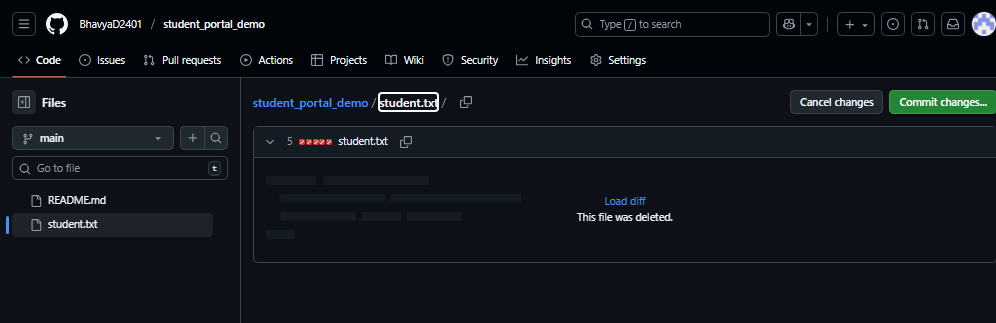 BhavyaD2401 / student_portal_demo
Type / to search
Code Issues Pull requests Actions Projects Wiki Security Insights Settings
Files
student_portal_demo / student.txt /
Cancel changes Commit changes...
main
5 student.txt
Go to file t
README.md
student.txt
Load diff
This file was deleted.